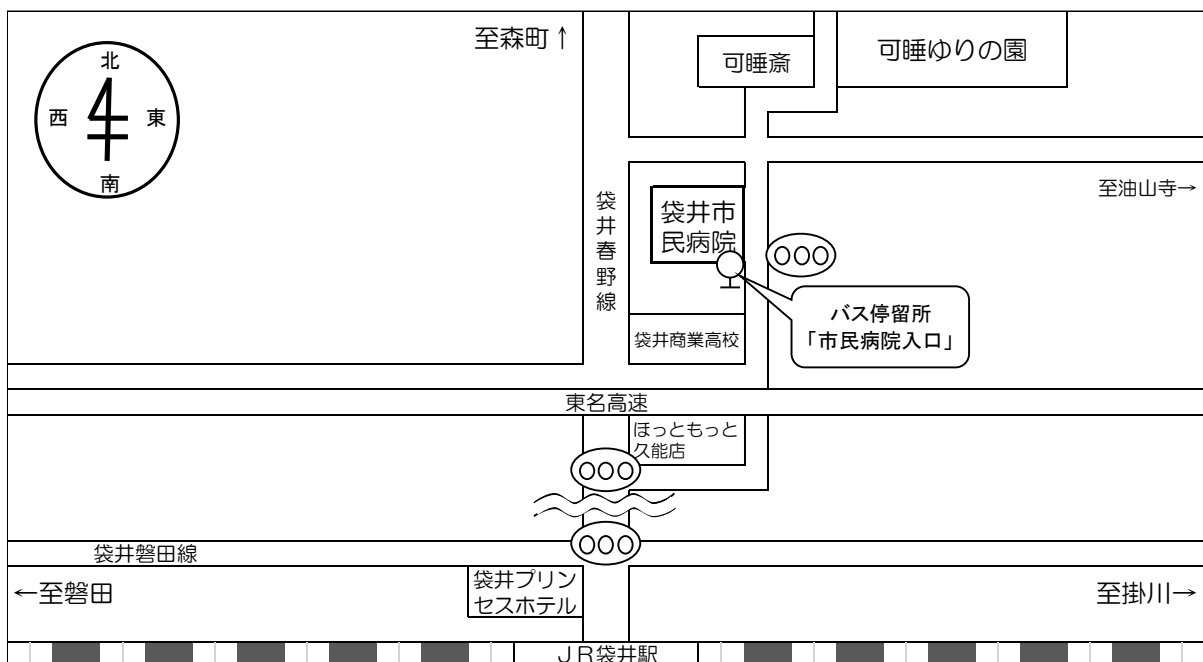 至森町↑
可睡斎
可睡ゆりの園
北
西
東
南
至油山寺→
袋井春野線
袋井市
民病院
バス停留所
「市民病院入口」
袋井商業高校
東名高速
ほっともっと
久能店
袋井磐田線
←至磐田
袋井プリン
セスホテル
至掛川→
JR袋井駅